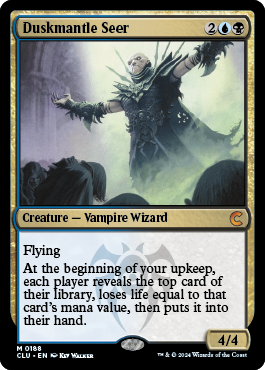 Duskmantle Seer 2
Creature — Vampire Wizard
Flying
At the beginning of your upkeep,
each player reveals the top card
of their library, loses life equal to
that card's mana value, then puts it into
their hand.
4/4
M 0188
CLU • EN Kev Walker
™ & © 2024 Wizards of the Coast